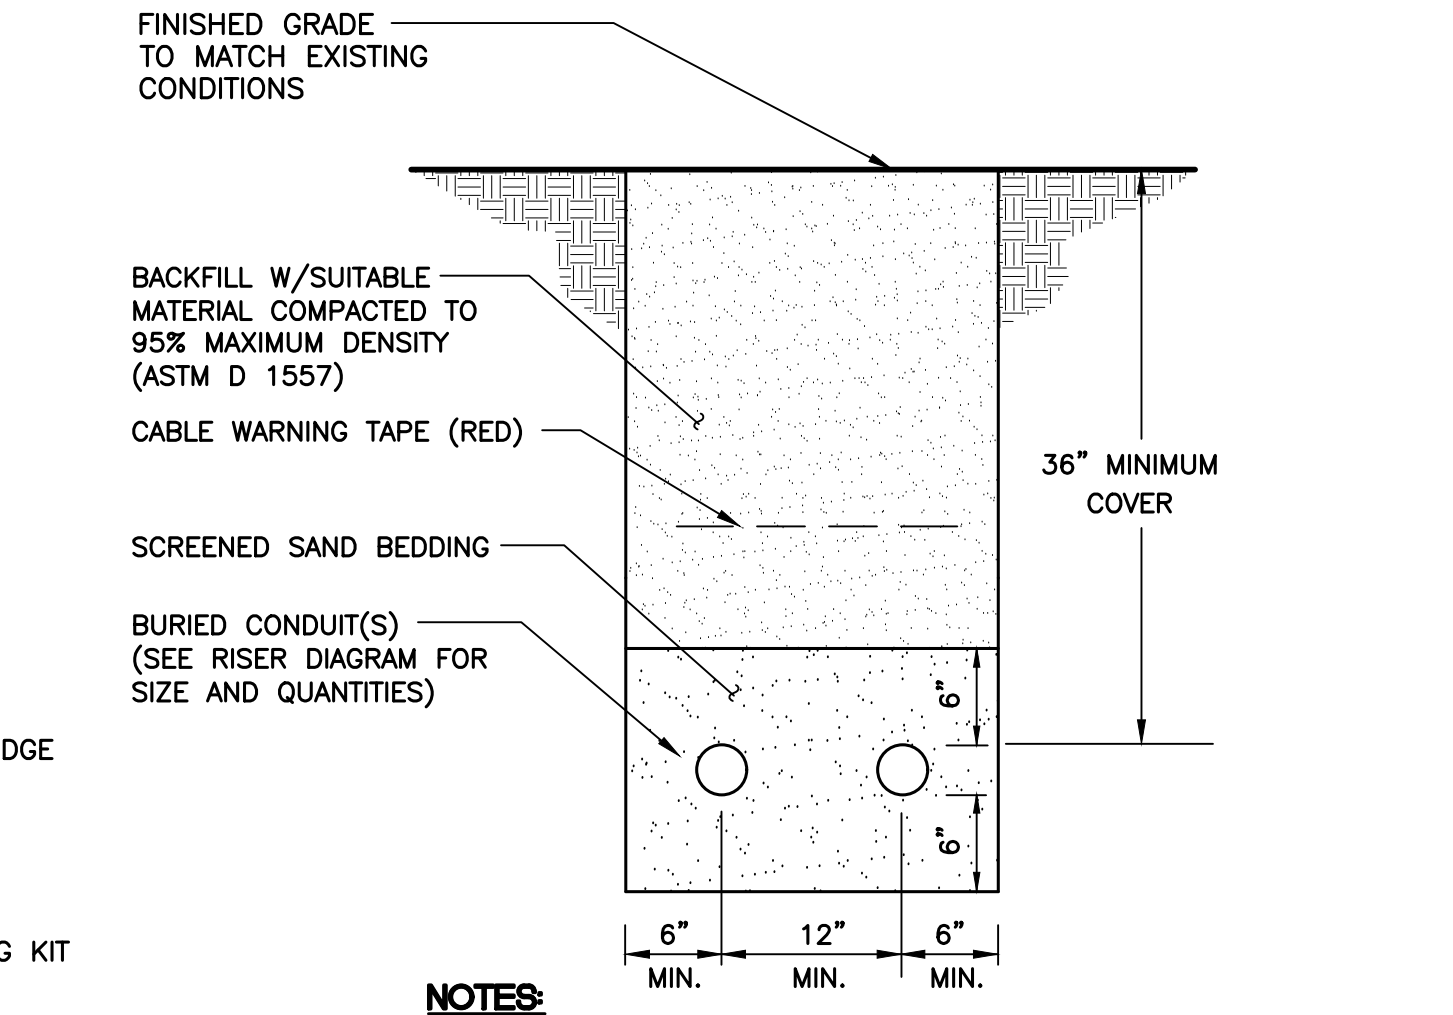 FINISHED GRADE
TO MATCH EXISTING
CONDITIONS
BACKFILL W/SUITABLE
MATERIAL COMPACTED TO
95% MAXIMUM DENSITY
(ASTM D 1557)
CABLE WARNING TAPE (RED)
36" MINIMUM
COVER
SCREENED SAND BEDDING
BURIED CONDUIT(S)
(SEE RISER DIAGRAM FOR
SIZE AND QUANTITIES)
6"
DGE
6"
6"
MIN.
12"
MIN.
6"
MIN.
G KIT
NOTES: